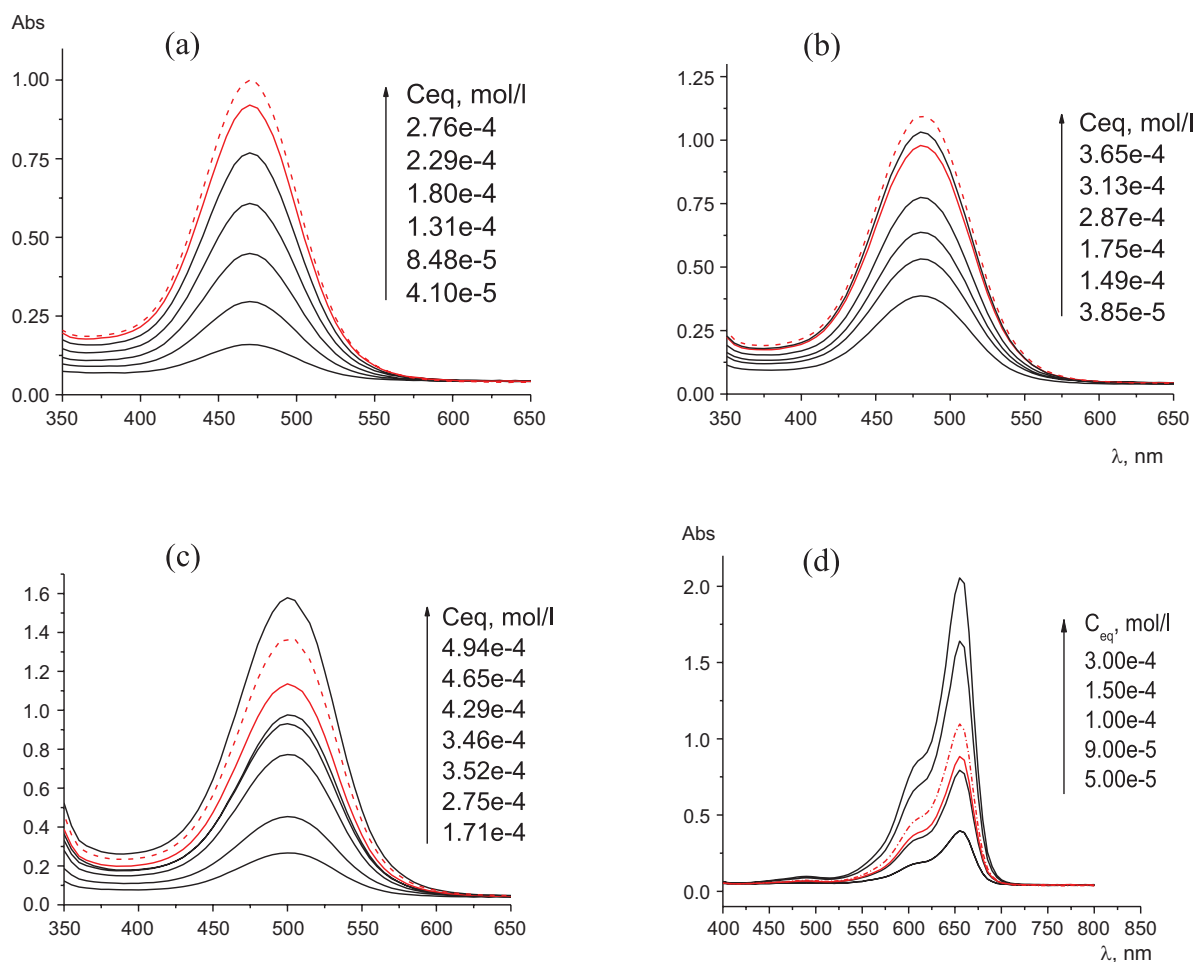 Abs
(a)
1.00
0.75
0.50
0.25
0.00
350 400 450 500 550 600 650
Ceq, mol/l
2.76e-4
2.29e-4
1.80e-4
1.31e-4
8.48e-5
4.10e-5
(b)
1.25
1.00
0.75
0.50
0.25
0.00
350 400 450 500 550 600 650
λ, nm
Ceq, mol/l
3.65e-4
3.13e-4
2.87e-4
1.75e-4
1.49e-4
3.85e-5
(c)
1.6
1.4
1.2
1.0
0.8
0.6
0.4
0.2
0.0
350 400 450 500 550 600 650
Ceq, mol/l
4.94e-4
4.65e-4
4.29e-4
3.46e-4
3.52e-4
2.75e-4
1.71e-4
Abs
(d)
2.0
1.5
1.0
0.5
0.0
400 450 500 550 600 650 700 750 800 850
λ, nm
Ceq, mol/l
3.00e-4
1.50e-4
1.00e-4
9.00e-5
5.00e-5